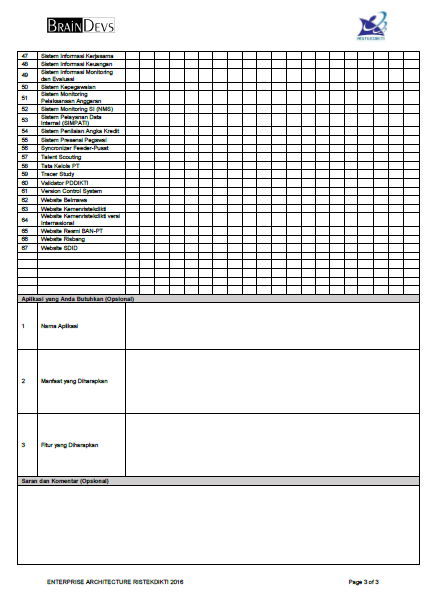 BRAINDEVS
RISTEKDIKTI
47 Sistem Informasi Kerjasama
48 Sistem Informasi Keuangan
49 Sistem Informasi Monitoring
dan Evaluasi
50 Sistem Kepegawaian
51 Sistem Monitoring
Pelaksanaan Anggaran
52 Sistem Monitoring SI (NMS)
53 Sistem Pelayanan Data
Internal (SIMPATI)
54 Sistem Penilaian Angka Kredit
55 Sistem Presensi Pegawai
56 Syncronizer Feeder-Pusat
57 Talent Scouting
58 Tata Kelola PT
59 Tracer Study
60 Validator PDDIKTI
61 Version Control System
62 Website Belmawa
63 Website Kemenristekdikti
64 Website Kemenristekdikti versi
Internasional
65 Website Resmi BAN-PT
66 Website Risbang
67 Website SDID
Aplikasi yang Anda Butuhkan (Opsional)
1 Nama Aplikasi
2 Manfaat yang Diharapkan
3 Fitur yang Diharapkan
Saran dan Komentar (Opsional)
ENTERPRISE ARCHITECTURE RISTEKDIKTI 2016 Page 3 of 3